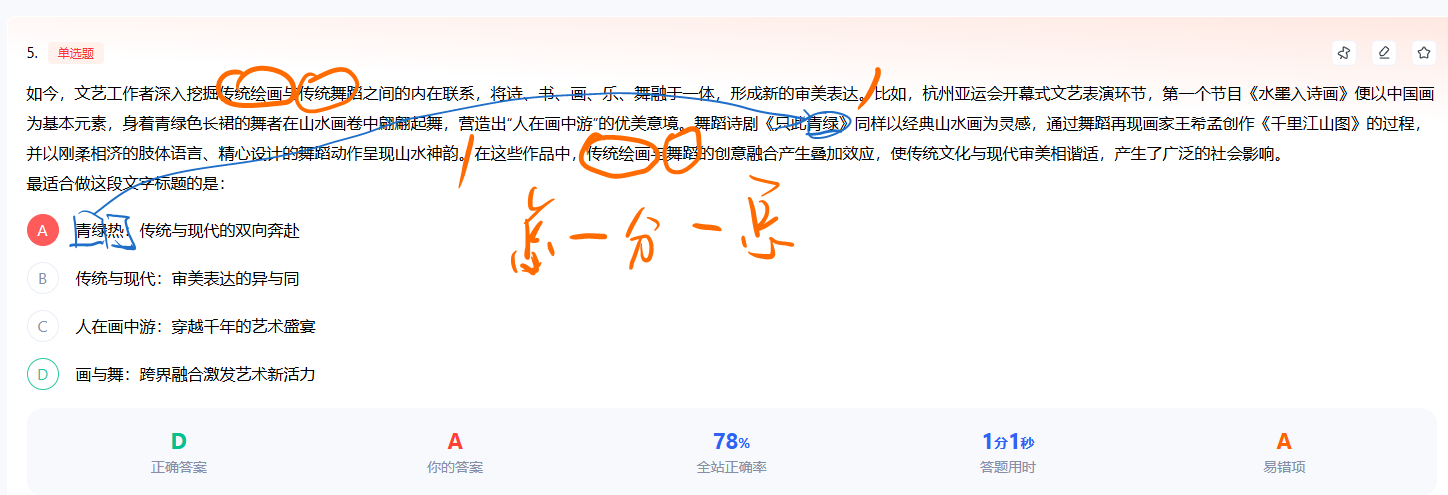 5. 单选题
如今，文艺工作者深入挖掘传统绘画与传统舞蹈之间的内在联系，将诗、书、画、乐、舞融于一体，形成新的审美表达。比如，杭州亚运会开幕式文艺表演环节，第一个节目《水墨入诗画》便以中国画
为基本元素，身着青绿色长裙的舞者在山水画卷中翩翩起舞，营造出“人在画中游”的优美意境。舞蹈诗剧《只此青绿》同样以经典山水画为灵感，通过舞蹈再现画家王希孟创作《千里江山图》的过程，
并以刚柔相济的肢体语言、精心设计的舞蹈动作呈现山水神韵。在这些作品中，传统绘画与舞蹈的创意融合产生叠加效应，使传统文化与现代审美相谐适，产生了广泛的社会影响。
最适合做这段文字标题的是：
总一分一总
A 青绿热：传统与现代的双向奔赴
B 传统与现代：审美表达的异与同
C 人在画中游：穿越千年的艺术盛宴
D 画与舞：跨界融合激发艺术新活力
D A 78% 1分1秒 A
正确答案 你的答案 全站正确率 答题用时 易错项